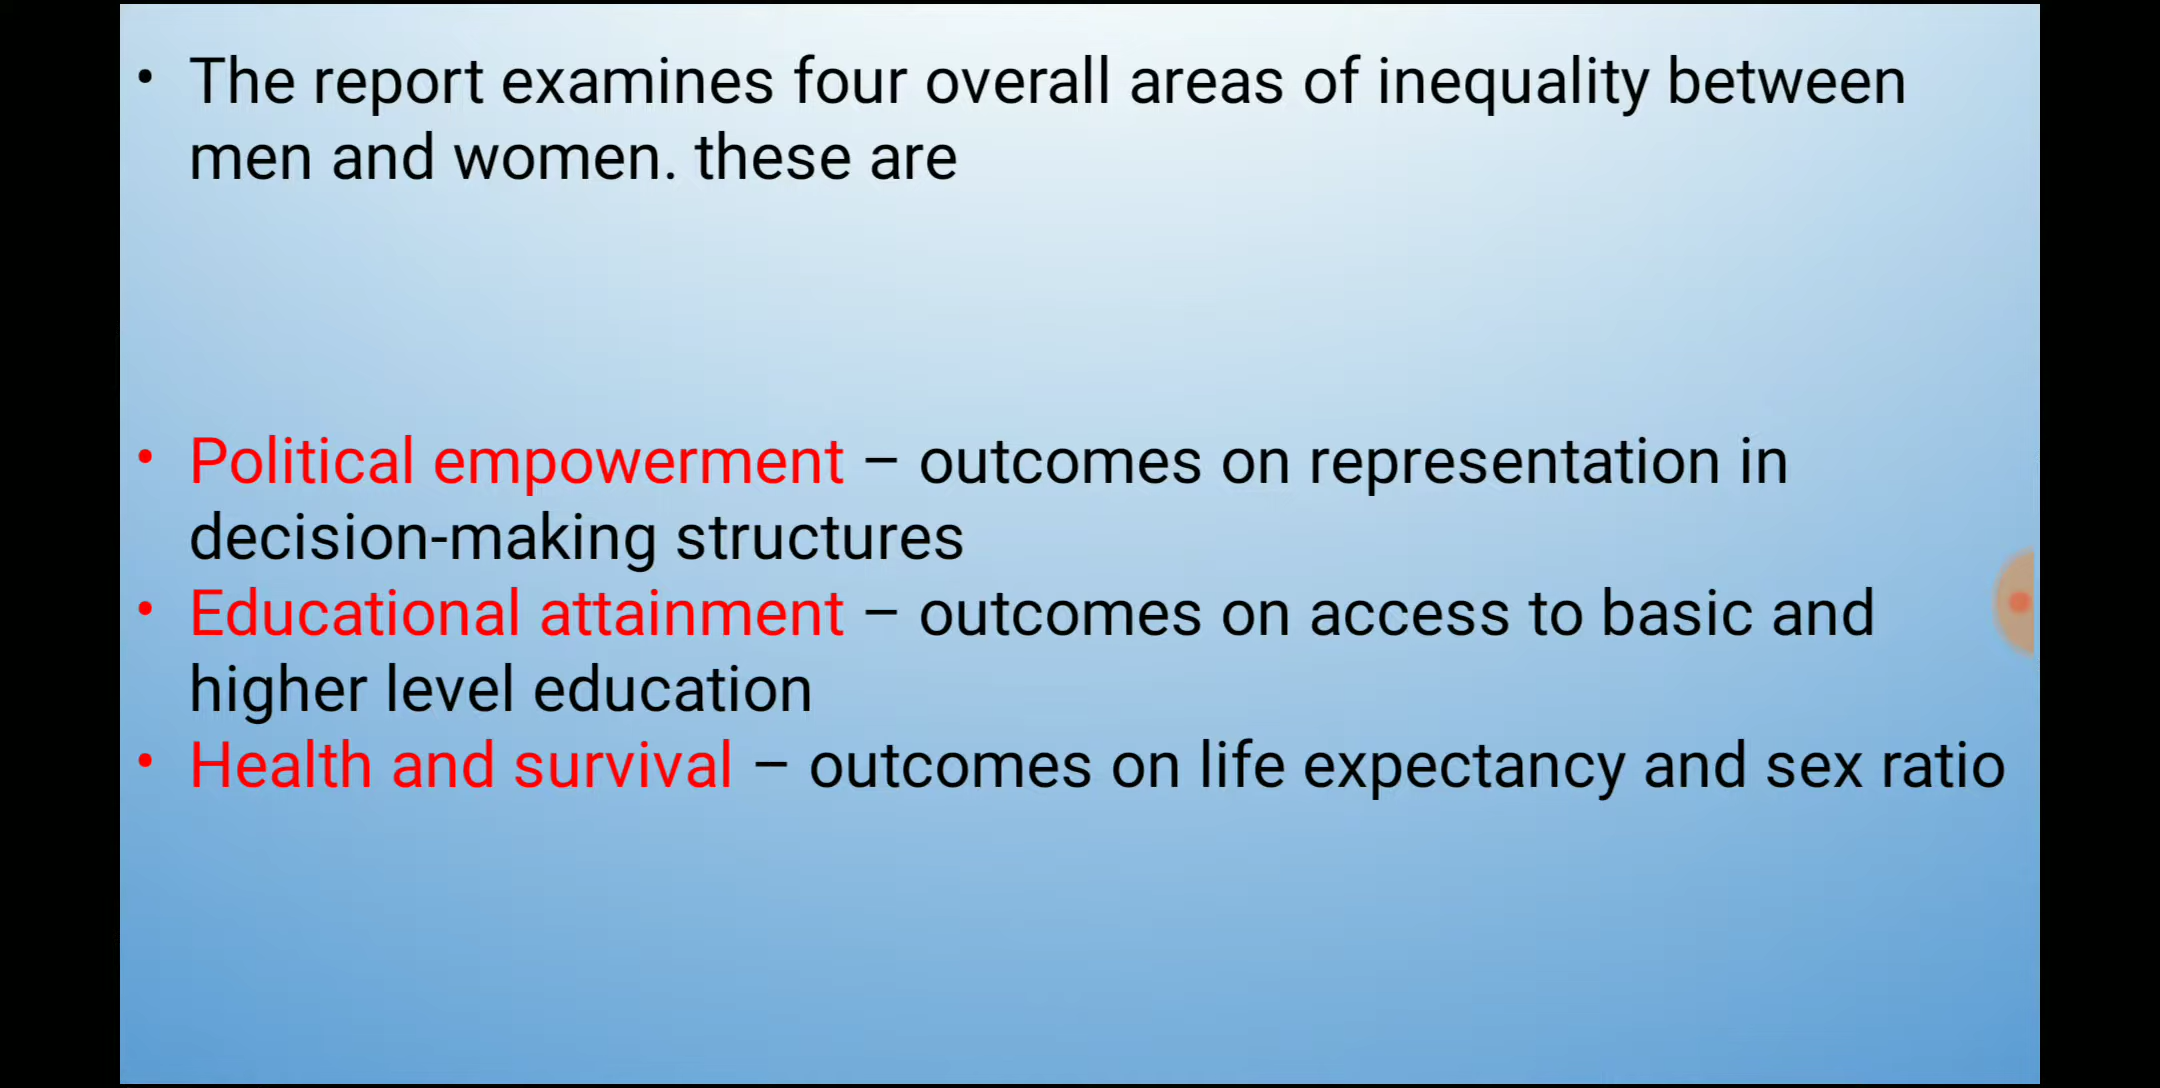 • The report examines four overall areas of inequality between
men and women. these are
• Political empowerment – outcomes on representation in
decision-making structures
• Educational attainment – outcomes on access to basic and
higher level education
• Health and survival – outcomes on life expectancy and sex ratio